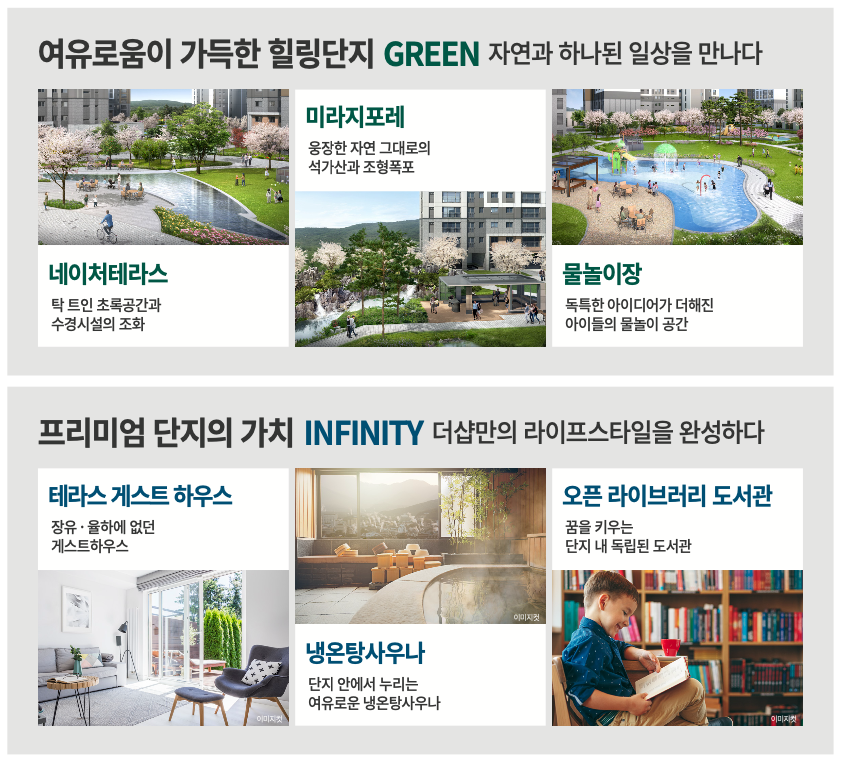 여유로움이 가득한 힐링단지 GREEN 자연과 하나된 일상을 만나다
네이처테라스
탁 트인 초록공간과
수경시설의 조화
미라지포레
웅장한 자연 그대로의
석가산과 조형폭포
물놀이장
독특한 아이디어가 더해진
아이들의 물놀이 공간
프리미엄 단지의 가치 INFINITY 더샵만의 라이프스타일을 완성하다
테라스 게스트 하우스
장유·율하에 없던
게스트하우스
이미지컷
이미지컷
냉온탕사우나
단지 안에서 누리는
여유로운 냉온탕사우나
오픈 라이브러리 도서관
꿈을 키우는
단지 내 독립된 도서관
이미지컷